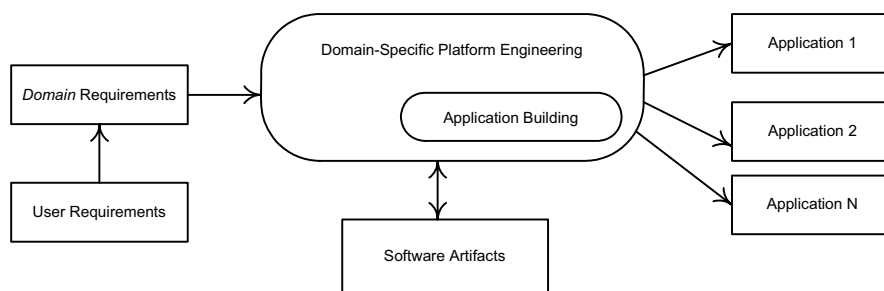 Domain-Specific Platform Engineering
Application 1
Domain Requirements
Application Building
Application 2
User Requirements
Application N
Software Artifacts